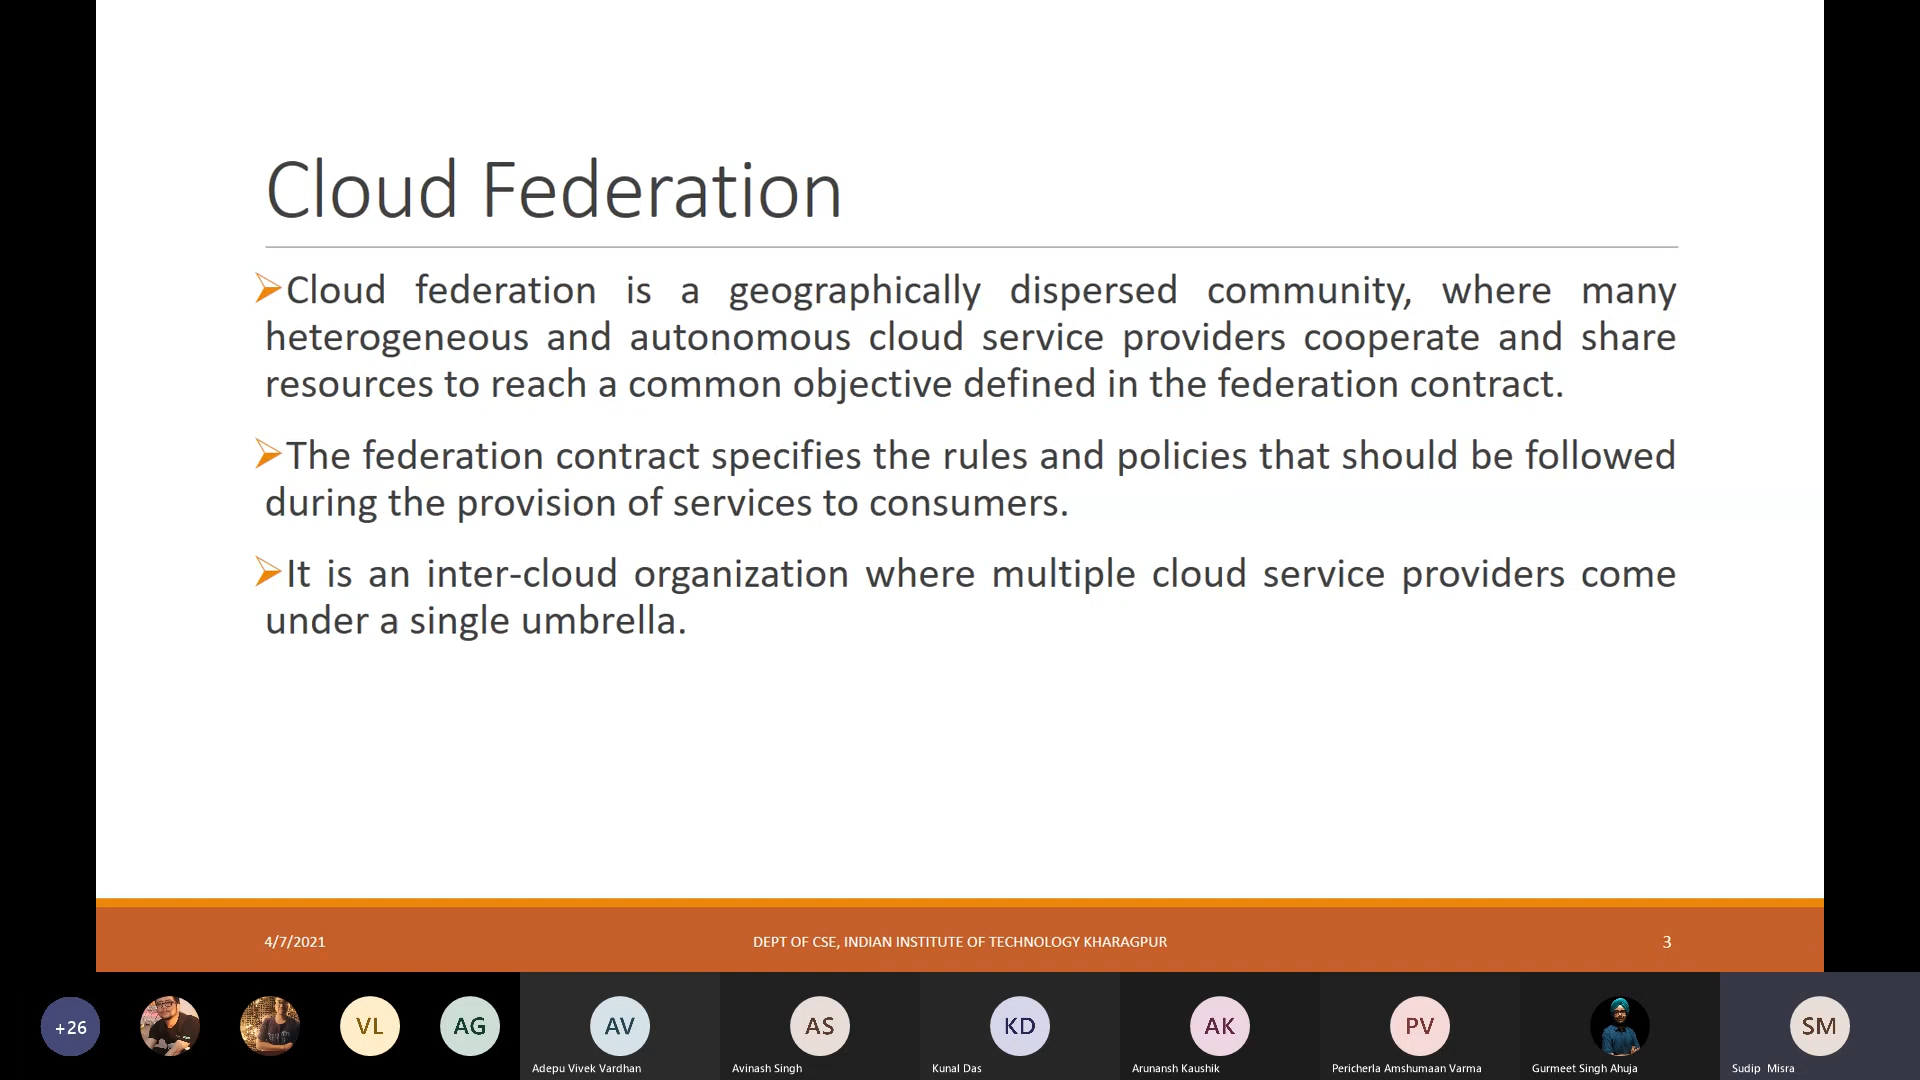 Cloud Federation
➢Cloud federation is a geographically dispersed community, where many
heterogeneous and autonomous cloud service providers cooperate and share
resources to reach a common objective defined in the federation contract.
➢The federation contract specifies the rules and policies that should be followed
during the provision of services to consumers.
➢It is an inter-cloud organization where multiple cloud service providers come
under a single umbrella.
4/7/2021 DEPT OF CSE, INDIAN INSTITUTE OF TECHNOLOGY KHARAGPUR 3
+26 VL AG AV AS KD AK PV SM
Adepu Vivek Vardhan Avinash Singh Kunal Das Arunansh Kaushik Pericherla Amshumaan Varma Gurmeet Singh Ahuja Sudip Misra